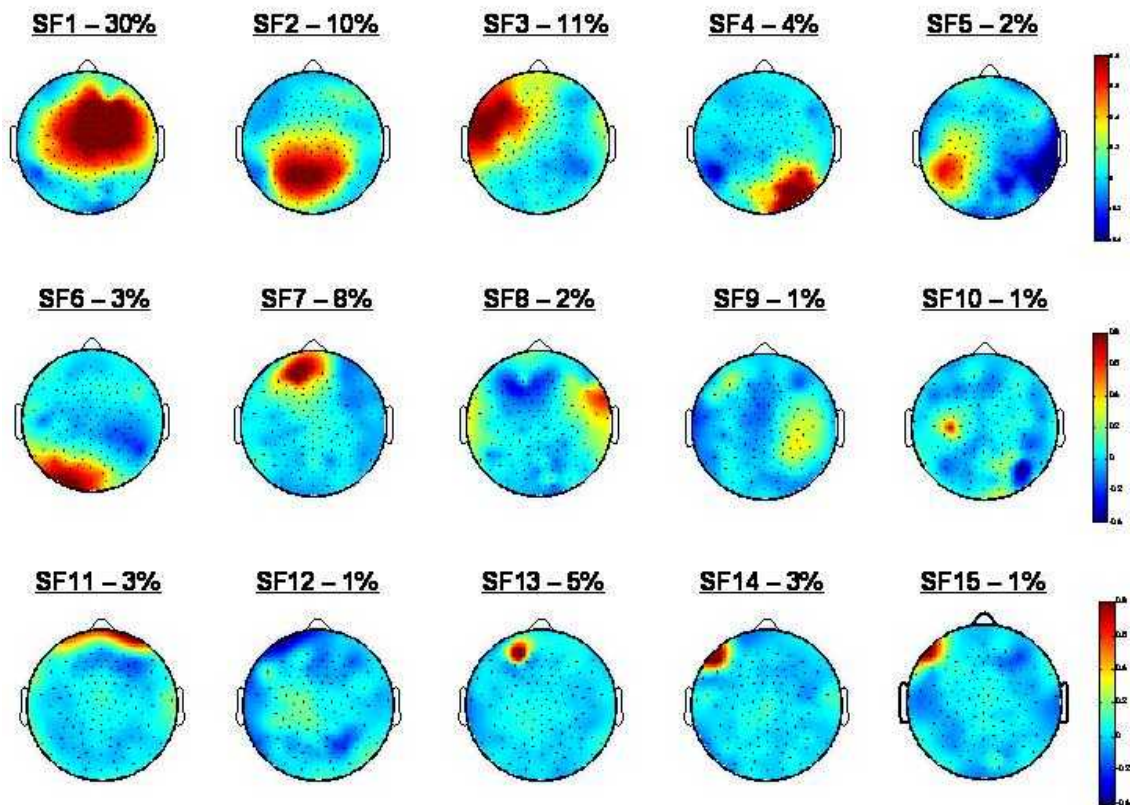 SF1 – 30%
SF2 – 10%
SF3 – 11%
SF4 – 4%
SF5 – 2%
SF6 – 3%
SF7 – 8%
SF8 – 2%
SF9 – 1%
SF10 – 1%
SF11 – 3%
SF12 – 1%
SF13 – 5%
SF14 – 3%
SF15 – 1%